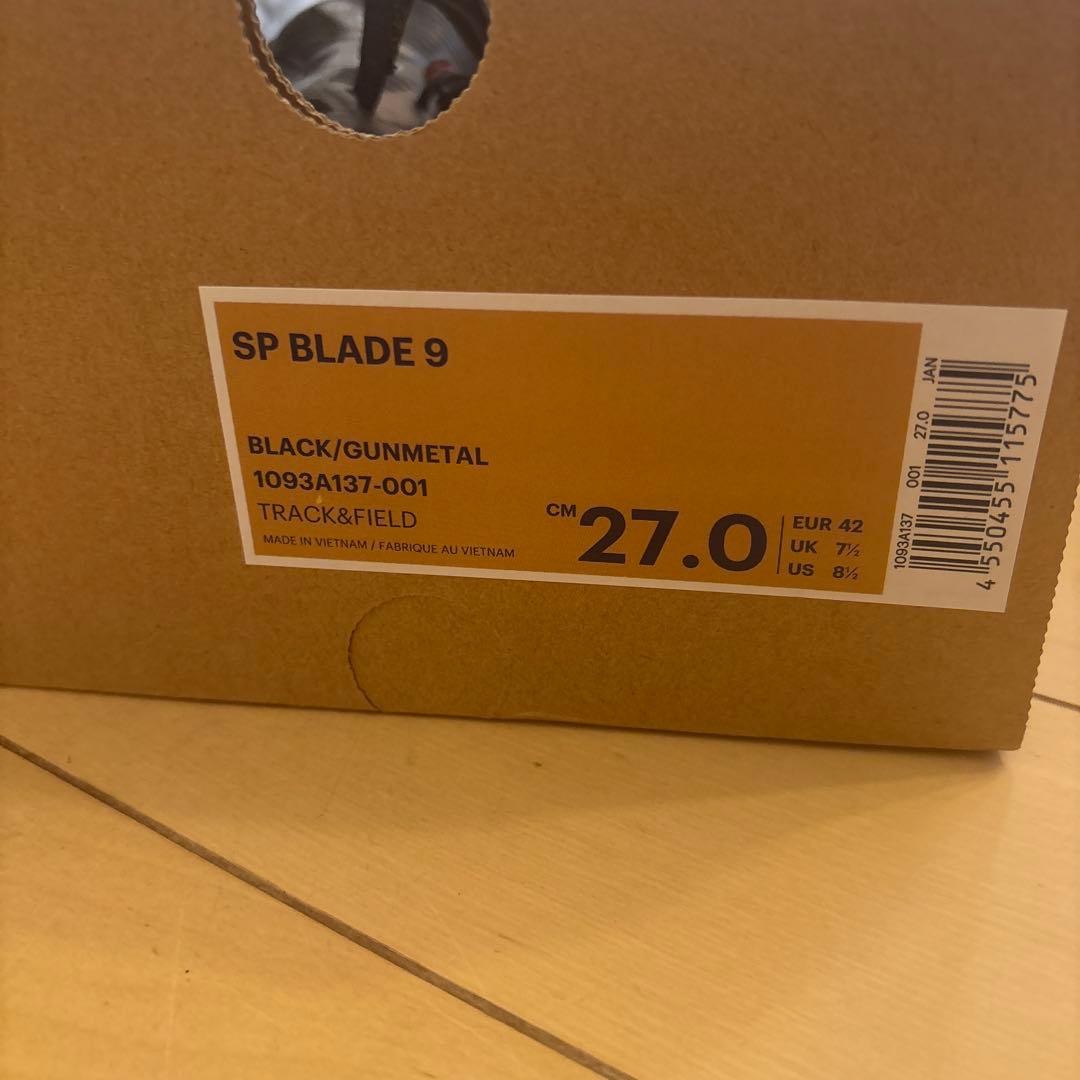 SP BLADE 9
BLACK/GUNMETAL
1093A137-001
TRACK&FIELD
MADE IN VIETNAM / FABRIQUE AU VIETNAM
CM 27.0
EUR 42
UK 7½
US 8½
1093A137 001 27.0 JAN
4550455115775